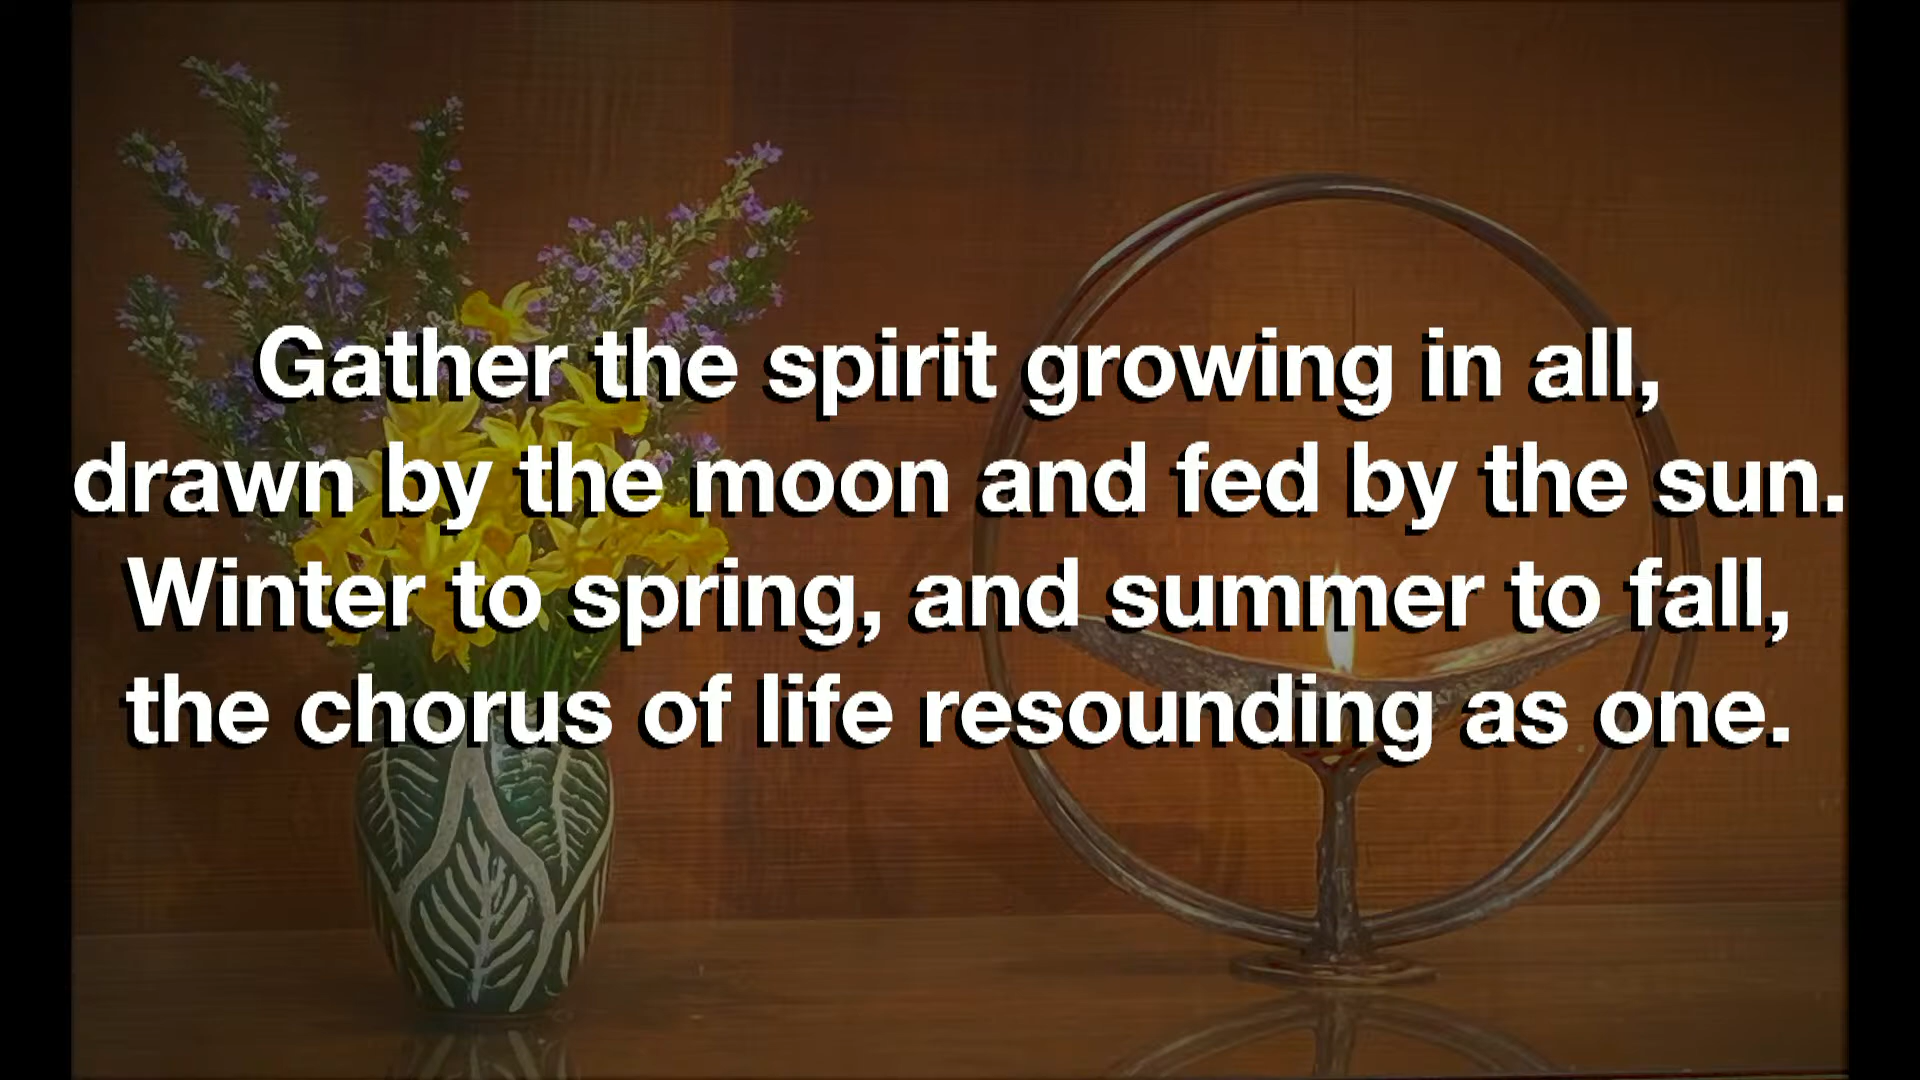 Gather the spirit growing in all,
drawn by the moon and fed by the sun.
Winter to spring, and summer to fall,
the chorus of life resounding as one.